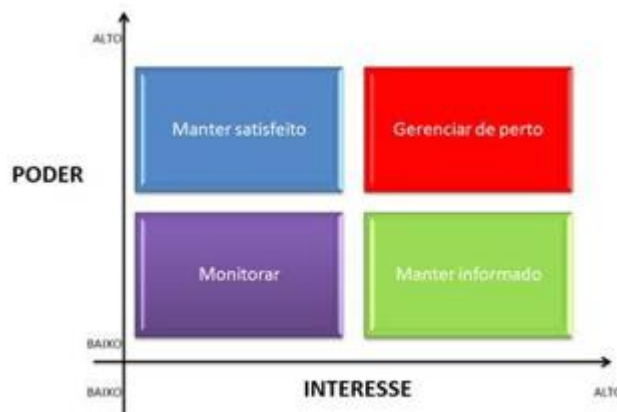 ALTO
Manter satisfeito
Gerenciar de perto
PODER
Monitorar
Manter informado
BAIXO
BAIXO
INTERESSE
ALTO